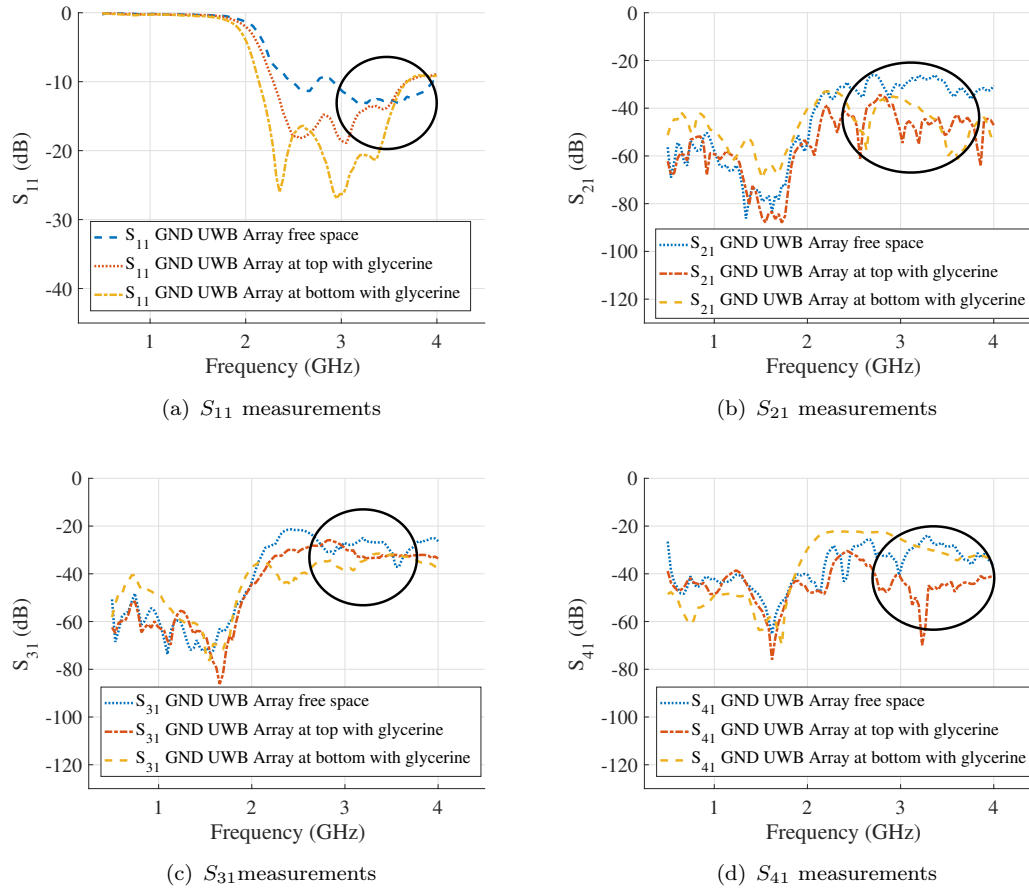 0
-10
-20
-30
-40
S11 (dB)
S11 GND UWB Array free space
S11 GND UWB Array at top with glycerine
S11 GND UWB Array at bottom with glycerine
1 2 3 4
Frequency (GHz)
(a) S11 measurements
0
-20
-40
-60
-80
-100
-120
S21 (dB)
S21 GND UWB Array free space
S21 GND UWB Array at top with glycerine
S21 GND UWB Array at bottom with glycerine
1 2 3 4
Frequency (GHz)
(b) S21 measurements
0
-20
-40
-60
-80
-100
-120
S31 (dB)
S31 GND UWB Array free space
S31 GND UWB Array at top with glycerine
S31 GND UWB Array at bottom with glycerine
1 2 3 4
Frequency (GHz)
(c) S31measurements
0
-20
-40
-60
-80
-100
-120
S41 (dB)
S41 GND UWB Array free space
S41 GND UWB Array at top with glycerine
S41 GND UWB Array at bottom with glycerine
1 2 3 4
Frequency (GHz)
(d) S41 measurements